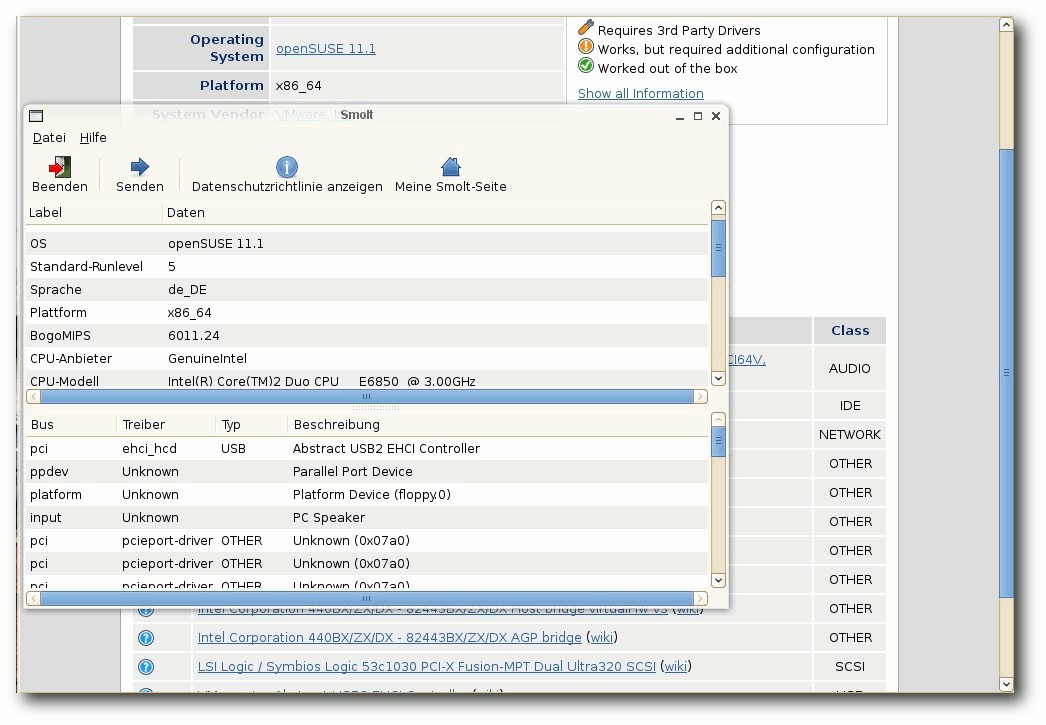 Operating
System
openSUSE 11.1
Platform
x86_64
System Vendor
VMware, I
Requires 3rd Party Drivers
Works, but required additional configuration
Worked out of the box
Show all Information
Smolt
Datei Hilfe
Beenden Senden Datenschutzrichtlinie anzeigen Meine Smolt-Seite
Label Daten
OS openSUSE 11.1
Standard-Runlevel 5
Sprache de_DE
Plattform x86_64
BogoMIPS 6011.24
CPU-Anbieter GenuineIntel
CPU-Modell Intel(R) Core(TM)2 Duo CPU E6850 @ 3.00GHz
Bus Treiber Typ Beschreibung
pci ehci_hcd USB Abstract USB2 EHCI Controller
ppdev Unknown Parallel Port Device
platform Unknown Platform Device (floppy.0)
input Unknown PC Speaker
pci pcieport-driver OTHER Unknown (0x07a0)
pci pcieport-driver OTHER Unknown (0x07a0)
pci pcieport-driver OTHER Unknown (0x07a0)
Class
CI64V,
AUDIO
IDE
NETWORK
OTHER
OTHER
OTHER
OTHER
OTHER
Intel Corporation 440BX/ZX/DX - 82443BX/ZX/DX Host bridge virtualHW v3 (wiki) OTHER
Intel Corporation 440BX/ZX/DX - 82443BX/ZX/DX AGP bridge (wiki) OTHER
LSI Logic / Symbios Logic 53c1030 PCI-X Fusion-MPT Dual Ultra320 SCSI (wiki) SCSI